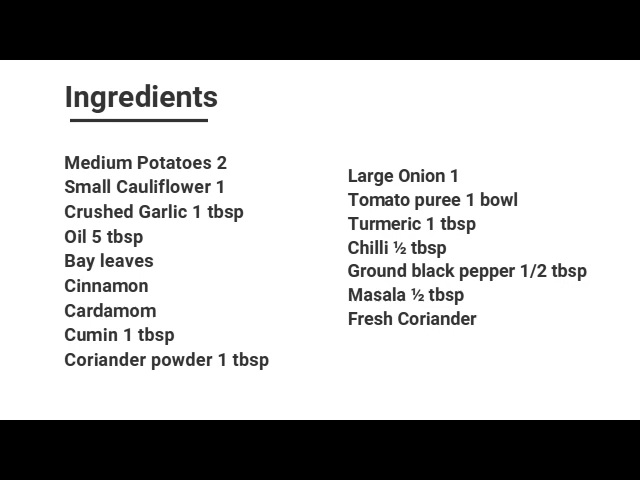 Ingredients
Medium Potatoes 2
Small Cauliflower 1
Crushed Garlic 1 tbsp
Oil 5 tbsp
Bay leaves
Cinnamon
Cardamom
Cumin 1 tbsp
Coriander powder 1 tbsp
Large Onion 1
Tomato puree 1 bowl
Turmeric 1 tbsp
Chilli ½ tbsp
Ground black pepper 1/2 tbsp
Masala ½ tbsp
Fresh Coriander